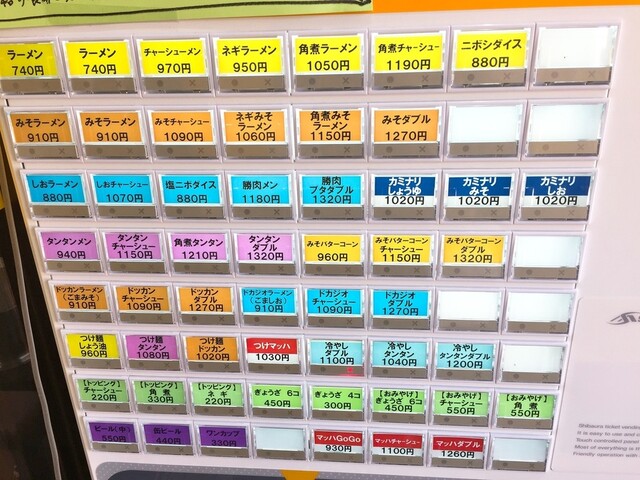 ラーメン
740円
ラーメン
740円
チャーシューメン
970円
ネギラーメン
950円
角煮ラーメン
1050円
角煮チャーシュー
1190円
ニボシダイス
880円
みそラーメン
910円
みそラーメン
910円
みそチャーシュー
1090円
ネギみそ
ラーメン
1060円
角煮みそ
ラーメン
1150円
みそダブル
1270円
しおラーメン
880円
しおチャーシュー
1070円
塩ニボダイス
880円
勝肉メン
1180円
勝肉
ブタダブル
1320円
カミナリ
しょうゆ
1020円
カミナリ
みそ
1020円
カミナリ
しお
1020円
タンタンメン
940円
タンタン
チャーシュー
1150円
角煮タンタン
1210円
タンタン
ダブル
1320円
みそバターコーン
960円
みそバターコーン
チャーシュー
1150円
みそバターコーン
ダブル
1320円
ドッカンラーメン
(ごまみそ)
910円
ドッカン
チャーシュー
1090円
ドッカン
ダブル
1270円
ドカジオラーメン
(ごましお)
910円
ドカジオ
チャーシュー
1090円
ドカジオ
ダブル
1270円
つけ麺
しょう油
960円
つけ麺
タンタン
1080円
つけ麺
ドッカン
1020円
つけマッハ
1030円
冷やし
ダブル
1100円
冷やし
タンタン
1040円
冷やし
タンタンダブル
1200円
【トッピング】
チャーシュー
220円
【トッピング】
角煮
330円
【トッピング】
ネギ
220円
ぎょうざ 6コ
450円
ぎょうざ 4コ
300円
【おみやげ】
ぎょうざ 6コ
450円
【おみやげ】
チャーシュー
550円
【おみやげ】
角煮
550円
ビール(中)
550円
缶ビール
440円
ワンカップ
330円
マッハGoGo
930円
マッハチャーシュー
1100円
マッハダブル
1260円
Shibaura ticket vending
It is easy to use and
Touch controlled panel
Most of everything is th
Friendly operation with